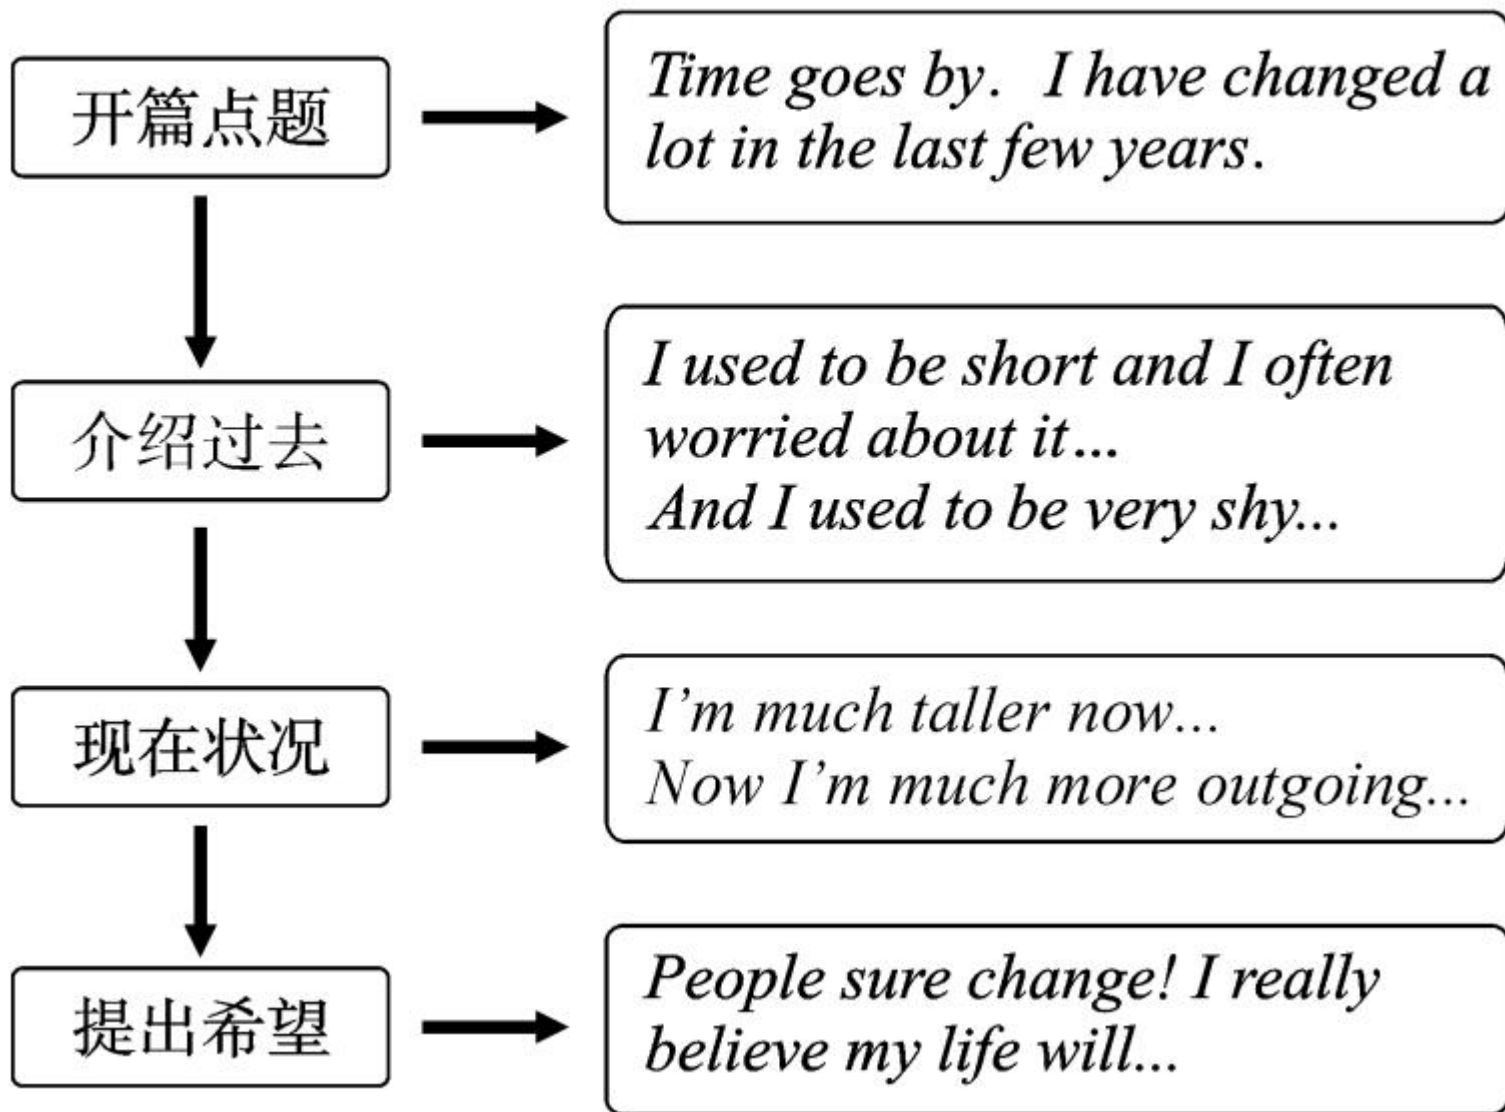 开篇点题
Time goes by. I have changed a
lot in the last few years.
介绍过去
I used to be short and I often
worried about it...
And I used to be very shy...
现在状况
I'm much taller now...
Now I'm much more outgoing...
提出希望
People sure change! I really
believe my life will...